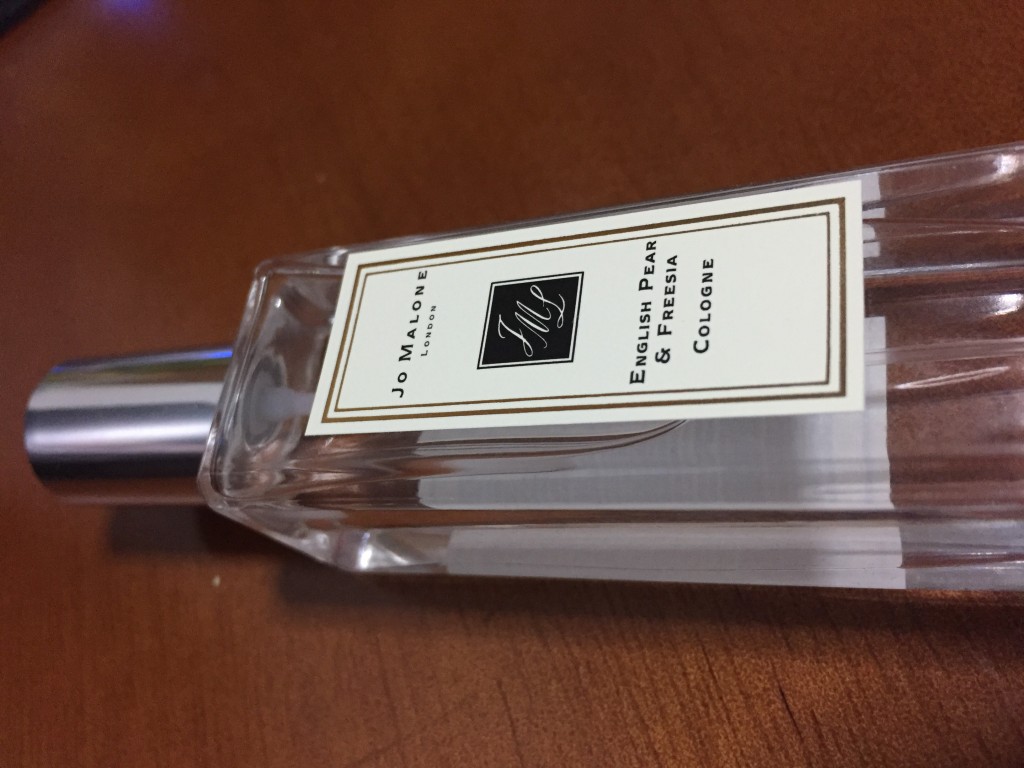 Jo Malone
London
JML
English Pear
& Freesia
Cologne